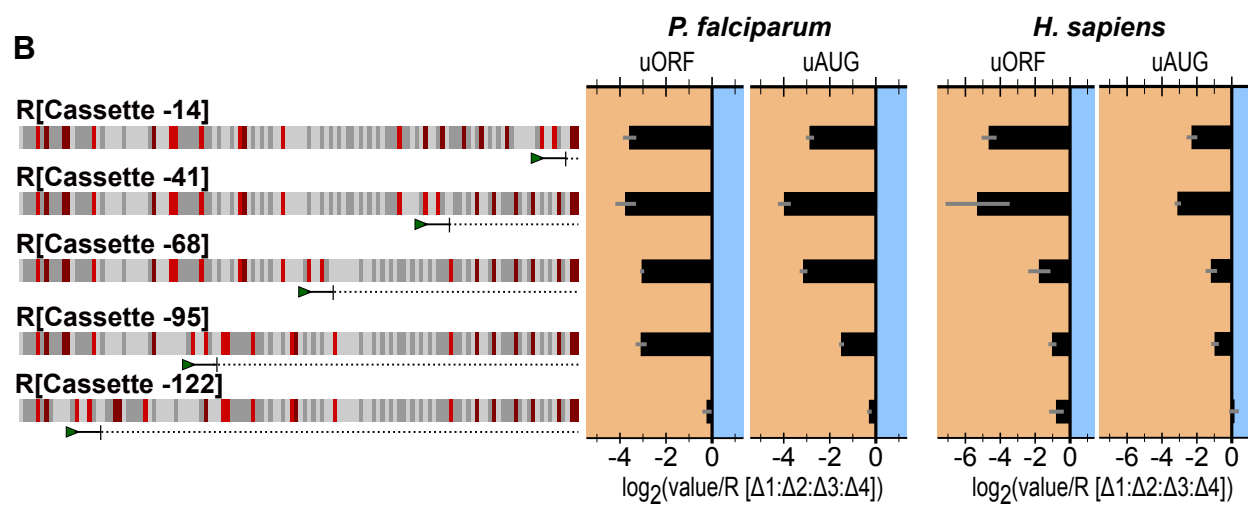 B
P. falciparum H. sapiens
uORF uAUG uORF uAUG
R[Cassette -14]
R[Cassette -41]
R[Cassette -68]
R[Cassette -95]
R[Cassette -122]
-4 -2 0 -4 -2 0 -6 -4 -2 0 -6 -4 -2 0
log2(value/R [Δ1:Δ2:Δ3:Δ4]) log2(value/R [Δ1:Δ2:Δ3:Δ4])